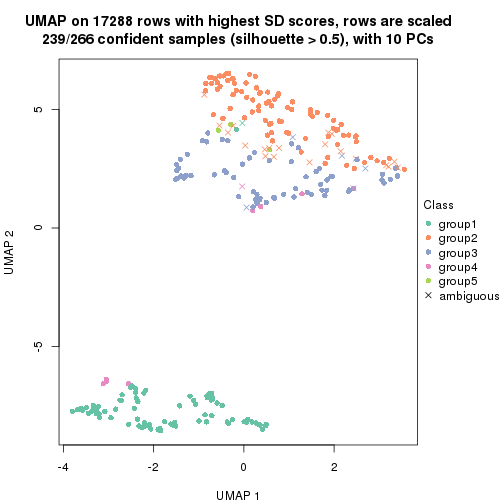 UMAP on 17288 rows with highest SD scores, rows are scaled
239/266 confident samples (silhouette > 0.5), with 10 PCs
5
0
-5
UMAP 2
-4
-2
0
2
UMAP 1
Class
group1
group2
group3
group4
group5
ambiguous